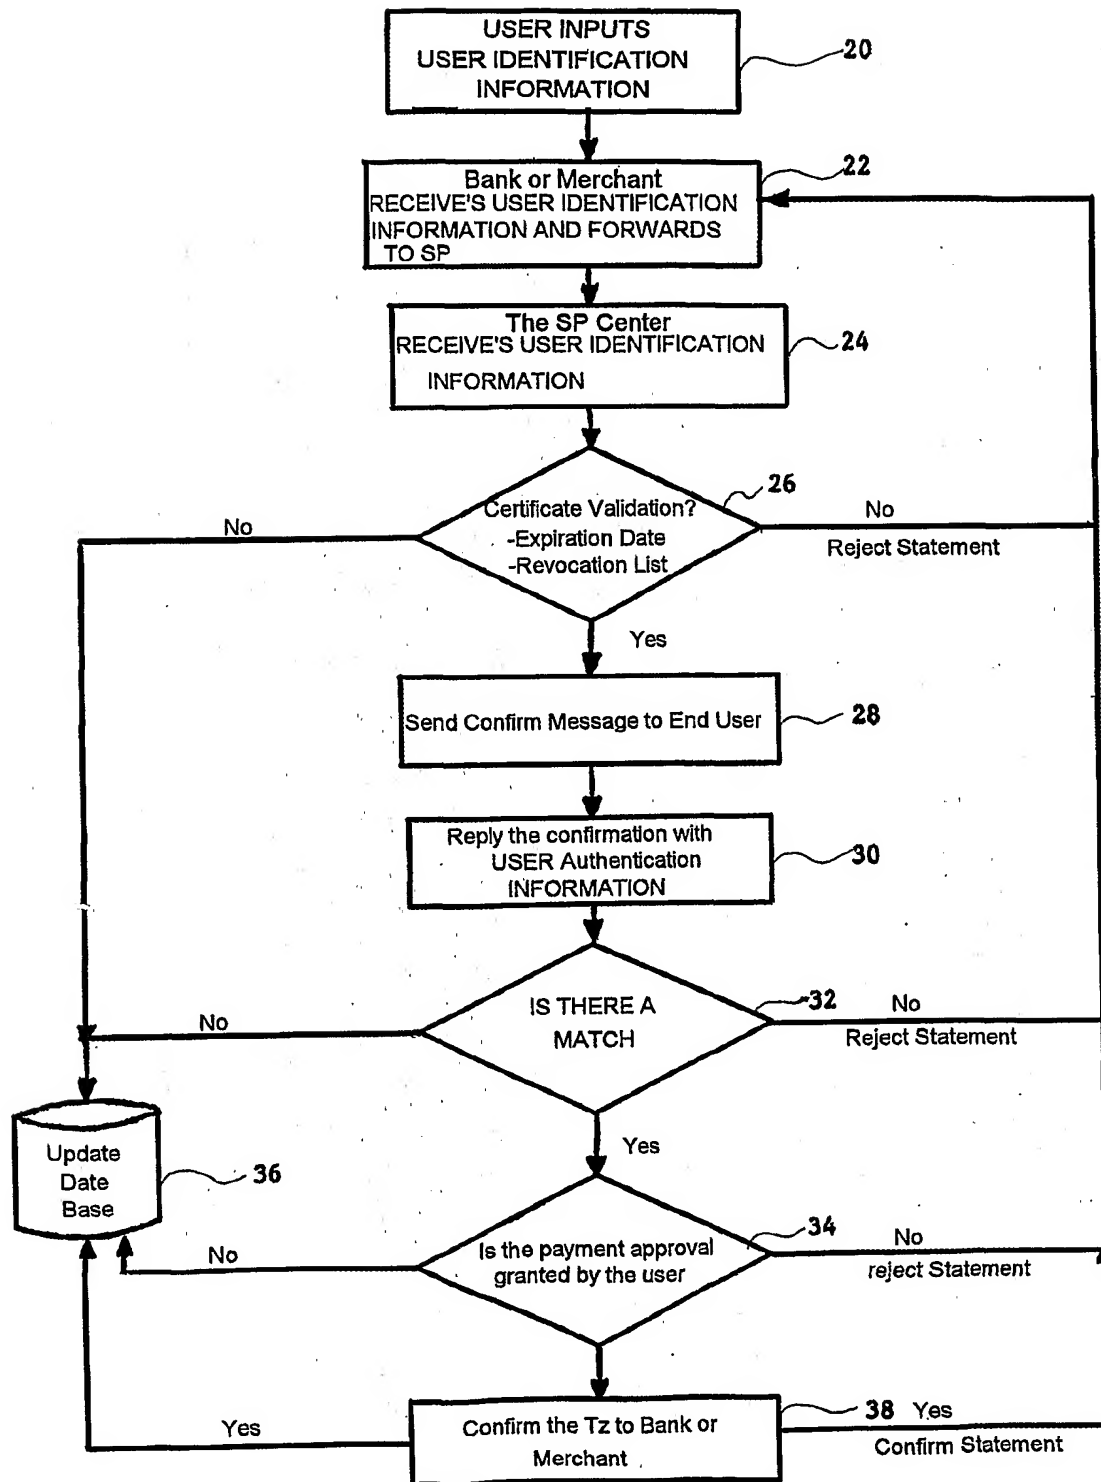 USER INPUTS
USER IDENTIFICATION
INFORMATION
20
Bank or Merchant
RECEIVE'S USER IDENTIFICATION
INFORMATION AND FORWARDS
TO SP
22
The SP Center
RECEIVE'S USER IDENTIFICATION
INFORMATION
24
Certificate Validation?
-Expiration Date
-Revocation List
26
No
No
Reject Statement
Yes
Send Confirm Message to End User
28
Reply the confirmation with
USER Authentication
INFORMATION
30
IS THERE A
MATCH
32
No
No
Reject Statement
Yes
Update
Date
Base
36
Is the payment approval
granted by the user
34
No
No
reject Statement
Confirm the Tz to Bank or
Merchant
38
Yes
Yes
Confirm Statement